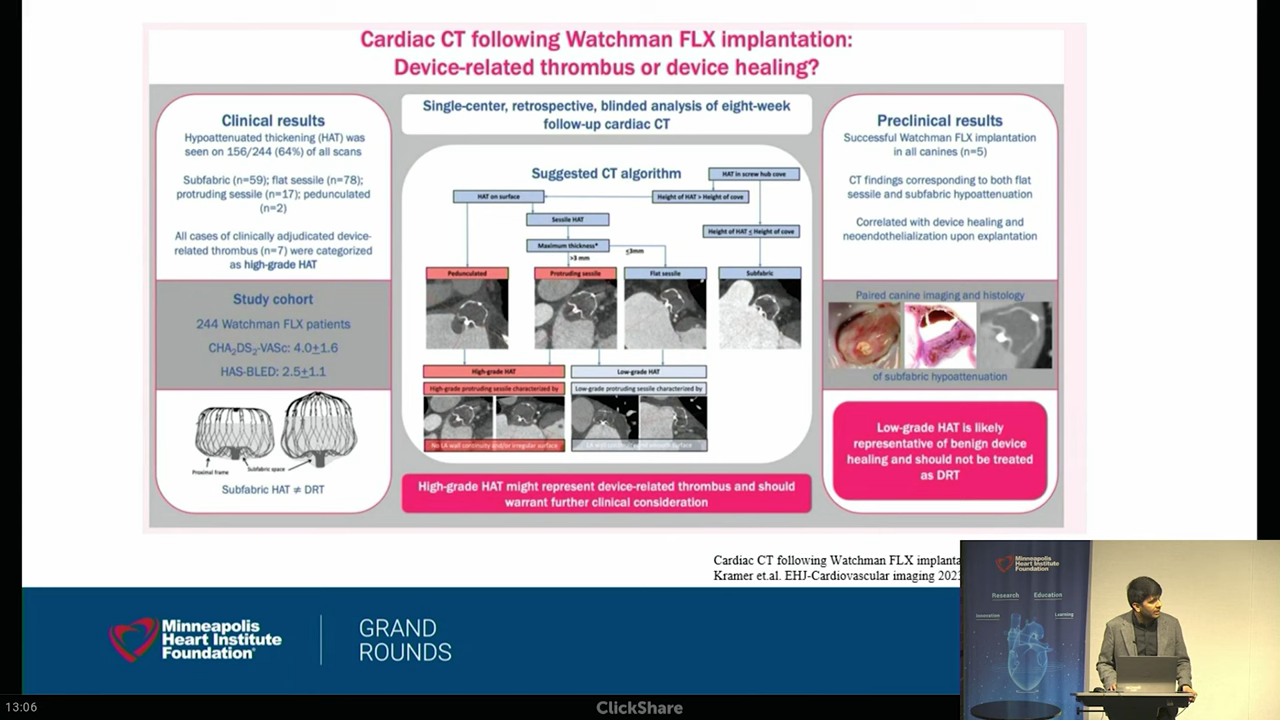 Cardiac CT following Watchman FLX implantation:
Device-related thrombus or device healing?
Clinical results
Hypoattenuated thickening (HAT) was
seen on 156/244 (64%) of all scans
Subfabric (n=59); flat sessile (n=78);
protruding sessile (n=17); pedunculated
(n=2)
All cases of clinically adjudicated device-
related thrombus (n=7) were categorized
as high-grade HAT
Study cohort
244 Watchman FLX patients
CHA₂DS₂-VASc: 4.0±1.6
HAS-BLED: 2.5±1.1
Proximal frame
Subfabric space
Subfabric HAT ≠ DRT
Single-center, retrospective, blinded analysis of eight-week
follow-up cardiac CT
Suggested CT algorithm
HAT in screw hub cove
HAT on surface
Height of HAT > Height of cove
Sessile HAT
Height of HAT ≤ Height of cove
Maximum thickness*
>3 mm
≤3mm
Pedunculated
Protruding sessile
Flat sessile
Subfabric
High-grade HAT
Low-grade HAT
High-grade protruding sessile characterized by
Low-grade protruding sessile characterized by
No LA wall continuity and/or irregular surface
High-grade HAT might represent device-related thrombus and should
warrant further clinical consideration
Preclinical results
Successful Watchman FLX implantation
in all canines (n=5)
CT findings corresponding to both flat
sessile and subfabric hypoattenuation
Correlated with device healing and
neoendothelialization upon explantation
Paired canine imaging and histology
of subfabric hypoattenuation
Low-grade HAT is likely
representative of benign device
healing and should not be treated
as DRT
Cardiac CT following Watchman FLX implanta
Kramer et.al. EHJ-Cardiovascular imaging 202
Minneapolis
Heart Institute
Foundation®
GRAND
ROUNDS
Minneapolis
Heart Institute
Foundation
Research
Education
Innovation
Learning
13:06
ClickShare